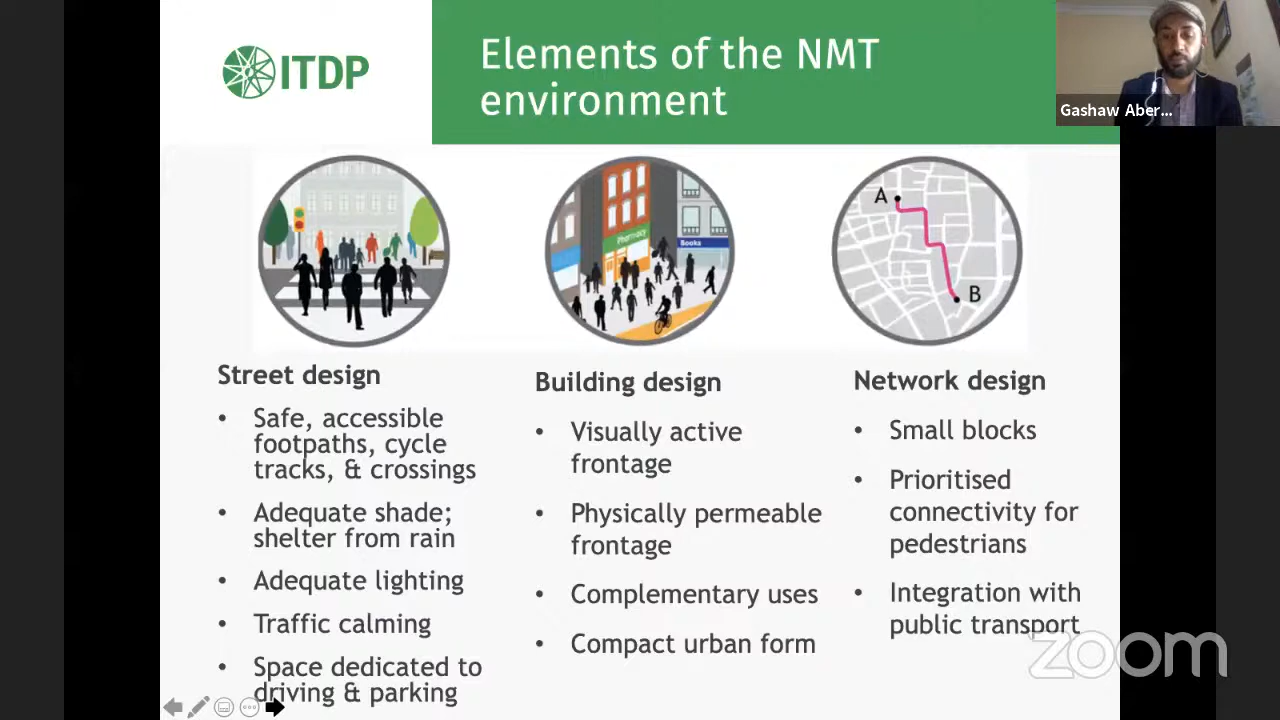 ITDP
Elements of the NMT
environment
Gashaw Aber...
Pharmacy
Books
A
B
Street design
• Safe, accessible
footpaths, cycle
tracks, & crossings
• Adequate shade;
shelter from rain
• Adequate lighting
• Traffic calming
• Space dedicated to
driving & parking
Building design
• Visually active
frontage
• Physically permeable
frontage
• Complementary uses
• Compact urban form
Network design
• Small blocks
• Prioritised
connectivity for
pedestrians
• Integration with
public transport
zoom